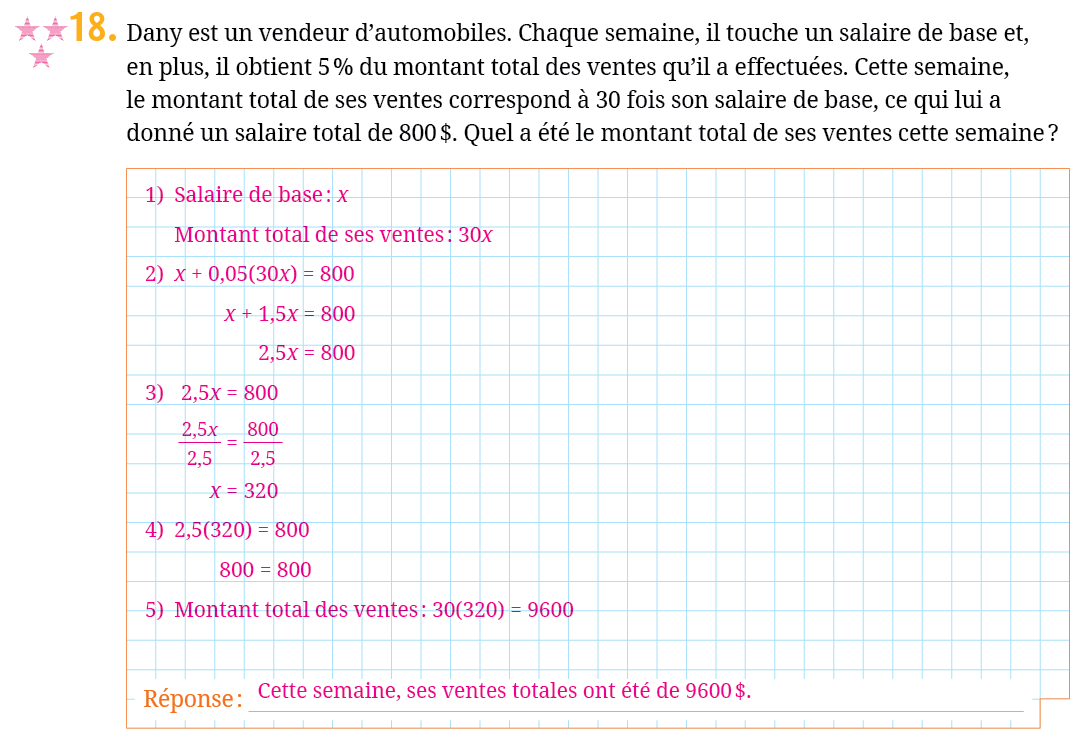 18. Dany est un vendeur d’automobiles. Chaque semaine, il touche un salaire de base et,
en plus, il obtient 5 % du montant total des ventes qu’il a effectuées. Cette semaine,
le montant total de ses ventes correspond à 30 fois son salaire de base, ce qui lui a
donné un salaire total de 800 $. Quel a été le montant total de ses ventes cette semaine ?
1) Salaire de base : x
Montant total de ses ventes : 30x
2) x + 0,05(30x) = 800
x + 1,5x = 800
2,5x = 800
3) 2,5x = 800
2,5x/2,5 = 800/2,5
x = 320
4) 2,5(320) = 800
800 = 800
5) Montant total des ventes : 30(320) = 9600
Réponse : Cette semaine, ses ventes totales ont été de 9600 $.